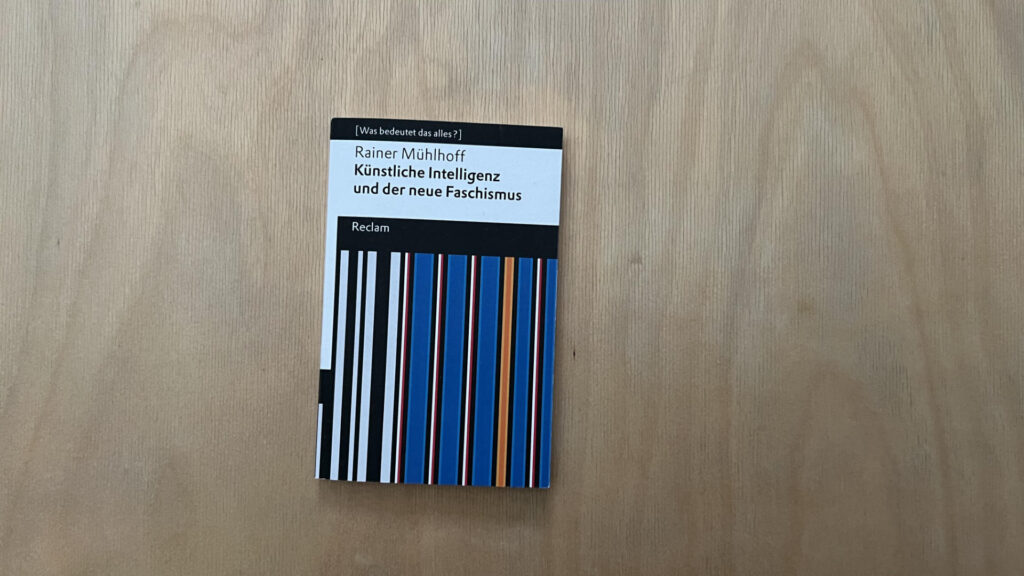 [Was bedeutet das alles?]
Rainer Mühlhoff
Künstliche Intelligenz
und der neue Faschismus
Reclam